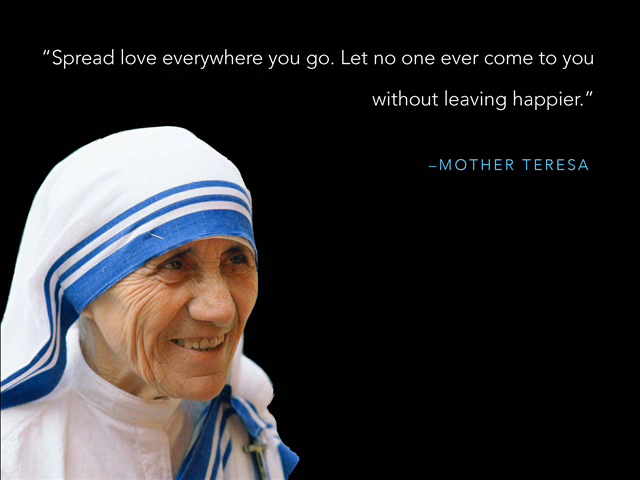 “Spread love everywhere you go. Let no one ever come to you
without leaving happier.”
–MOTHER TERESA